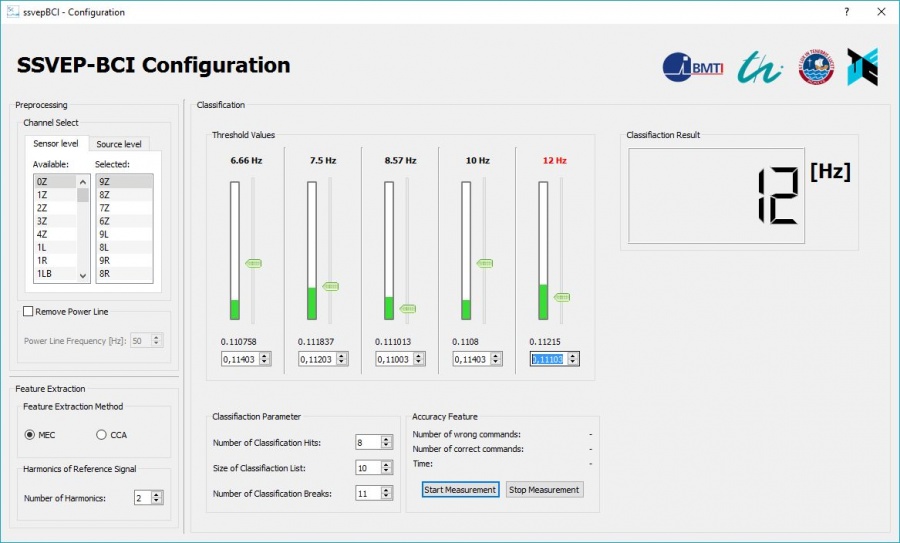 ssvepBCI - Configuration
SSVEP-BCI Configuration
BMTI
th
Preprocessing
Channel Select
Sensor level
Source level
Available:
Selected:
0Z
1Z
2Z
3Z
4Z
1L
1R
1LB
9Z
8Z
7Z
6Z
9L
8L
9R
8R
Remove Power Line
Power Line Frequency [Hz]: 50
Feature Extraction
Feature Extraction Method
MEC
CCA
Harmonics of Reference Signal
Number of Harmonics: 2
Classification
Threshold Values
6.66 Hz
7.5 Hz
8.57 Hz
10 Hz
12 Hz
0.110758
0.111837
0.111013
0.1108
0.11215
0,11403
0,11203
0,11003
0,11403
0,11103
Classifiaction Result
12
[Hz]
Classifiaction Parameter
Number of Classification Hits: 8
Size of Classifiaction List: 10
Number of Classification Breaks: 11
Accuracy Feature
Number of wrong commands: -
Number of correct commands: -
Time: -
Start Measurement
Stop Measurement